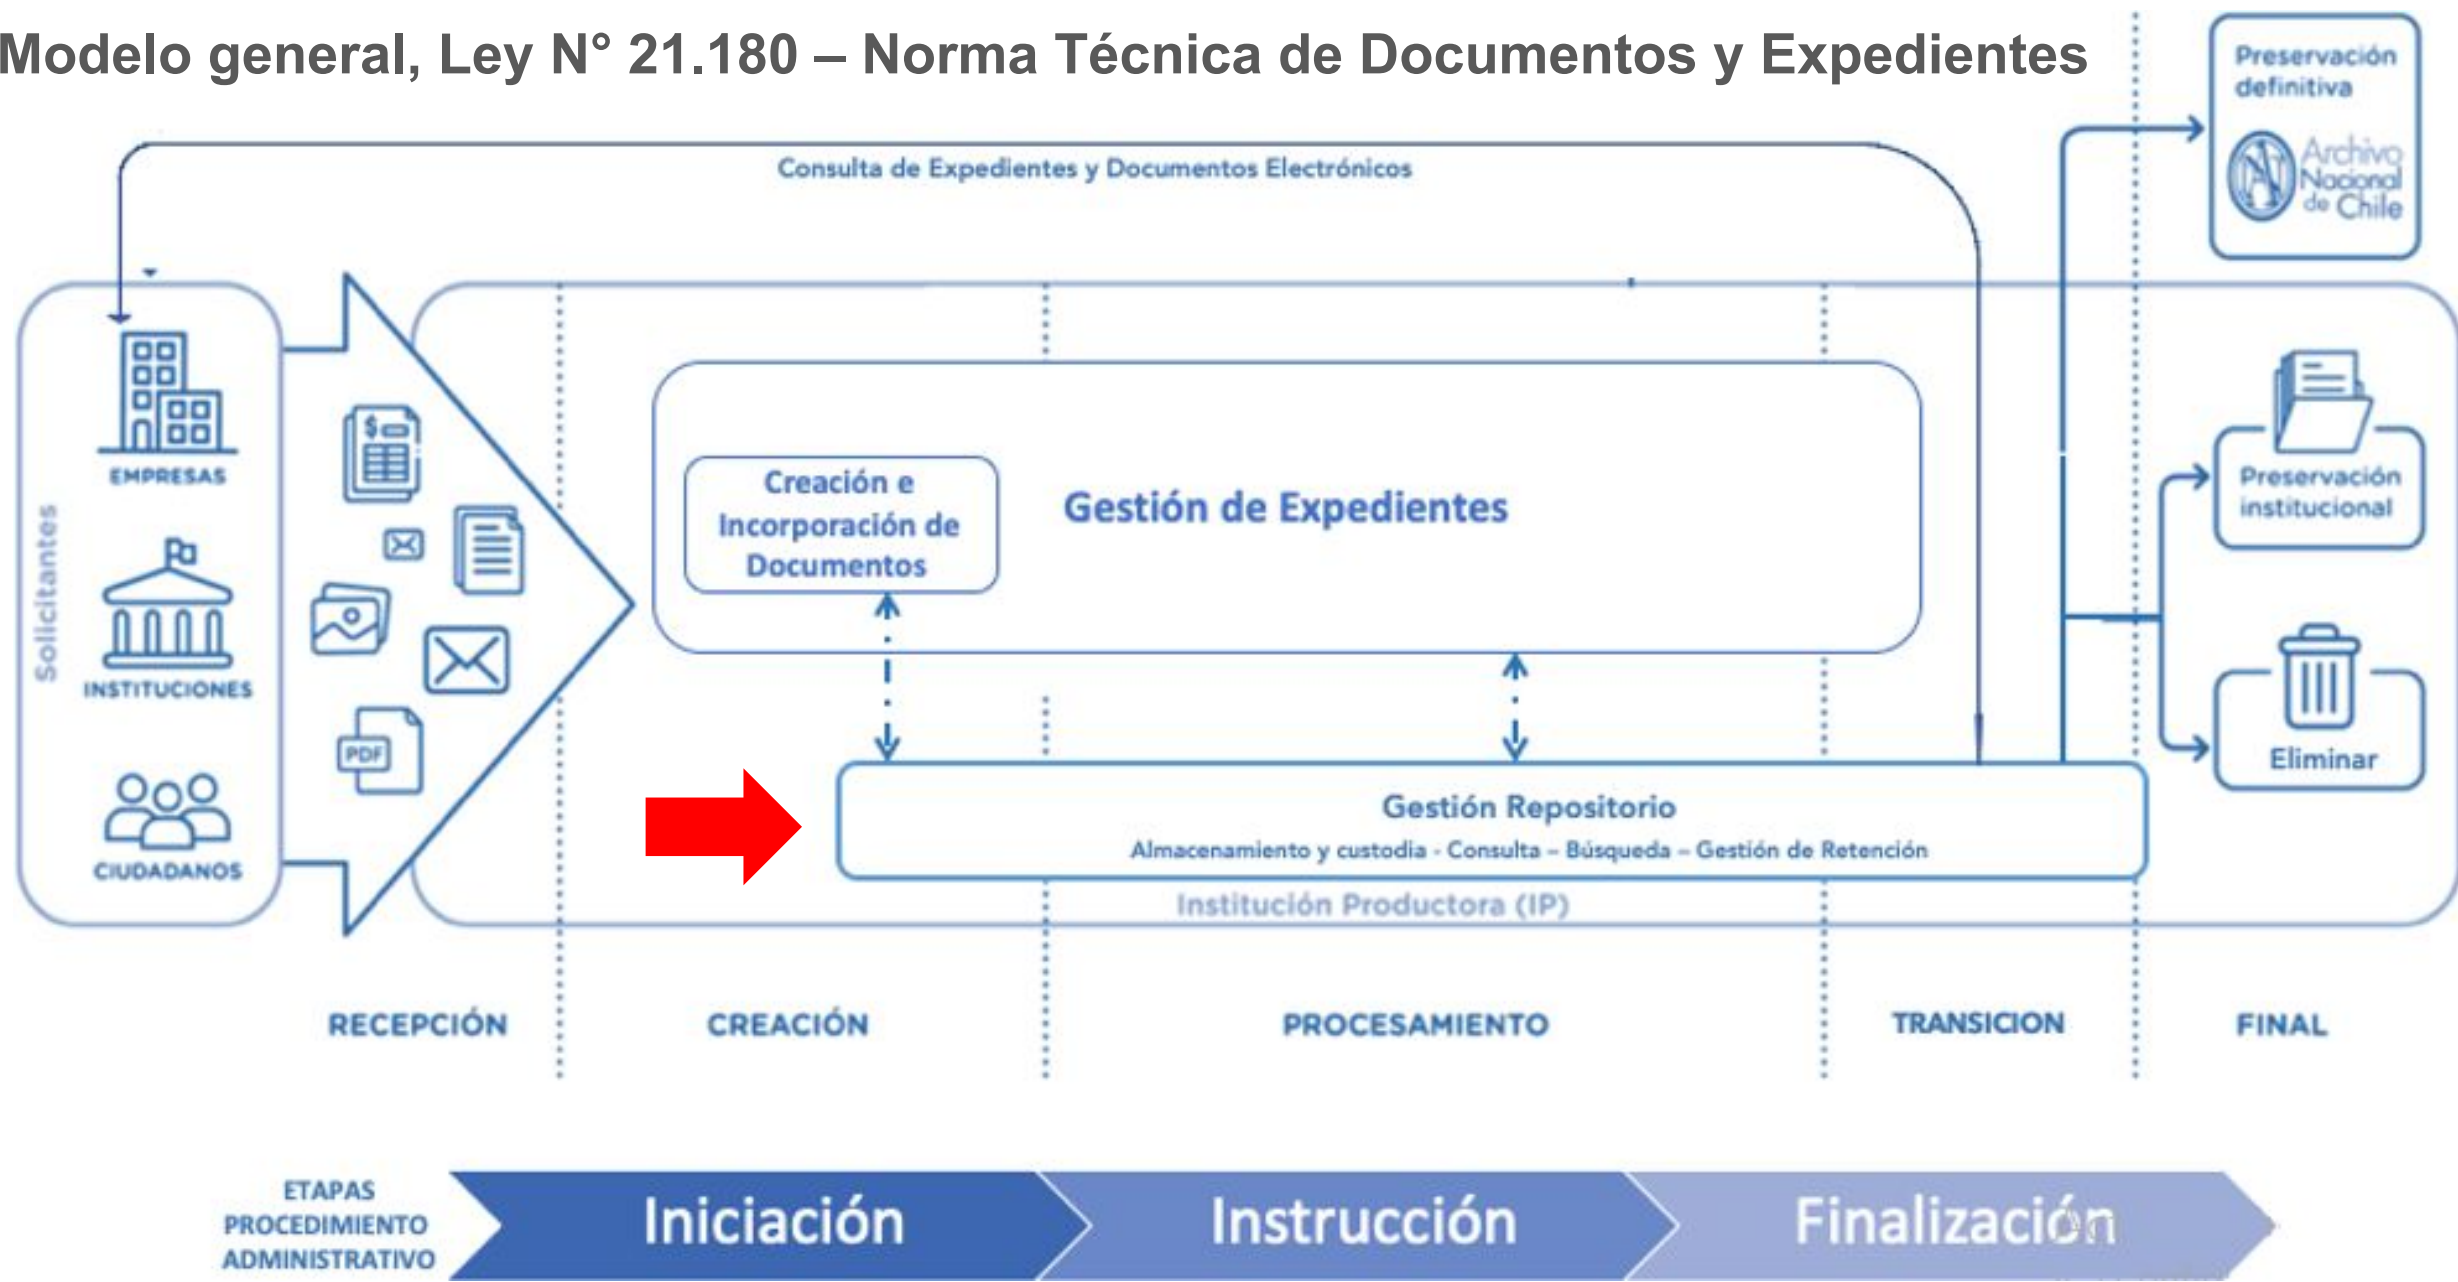 Modelo general, Ley N° 21.180 – Norma Técnica de Documentos y Expedientes
Preservación
definitiva
Archivo
Nacional
de Chile
Consulta de Expedientes y Documentos Electrónicos
Solicitantes
EMPRESAS
INSTITUCIONES
CIUDADANOS
$
PDF
Creación e
Incorporación de
Documentos
Gestión de Expedientes
Preservación
institucional
Eliminar
Gestión Repositorio
Almacenamiento y custodia - Consulta – Búsqueda – Gestión de Retención
Institución Productora (IP)
RECEPCIÓN
CREACIÓN
PROCESAMIENTO
TRANSICION
FINAL
ETAPAS
PROCEDIMIENTO
ADMINISTRATIVO
Iniciación
Instrucción
Finalización